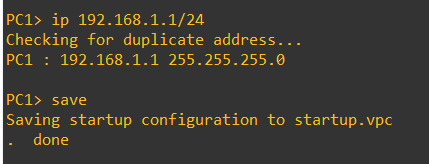 PC1> ip 192.168.1.1/24
Checking for duplicate address...
PC1 : 192.168.1.1 255.255.255.0
PC1> save
Saving startup configuration to startup.vpc
.  done